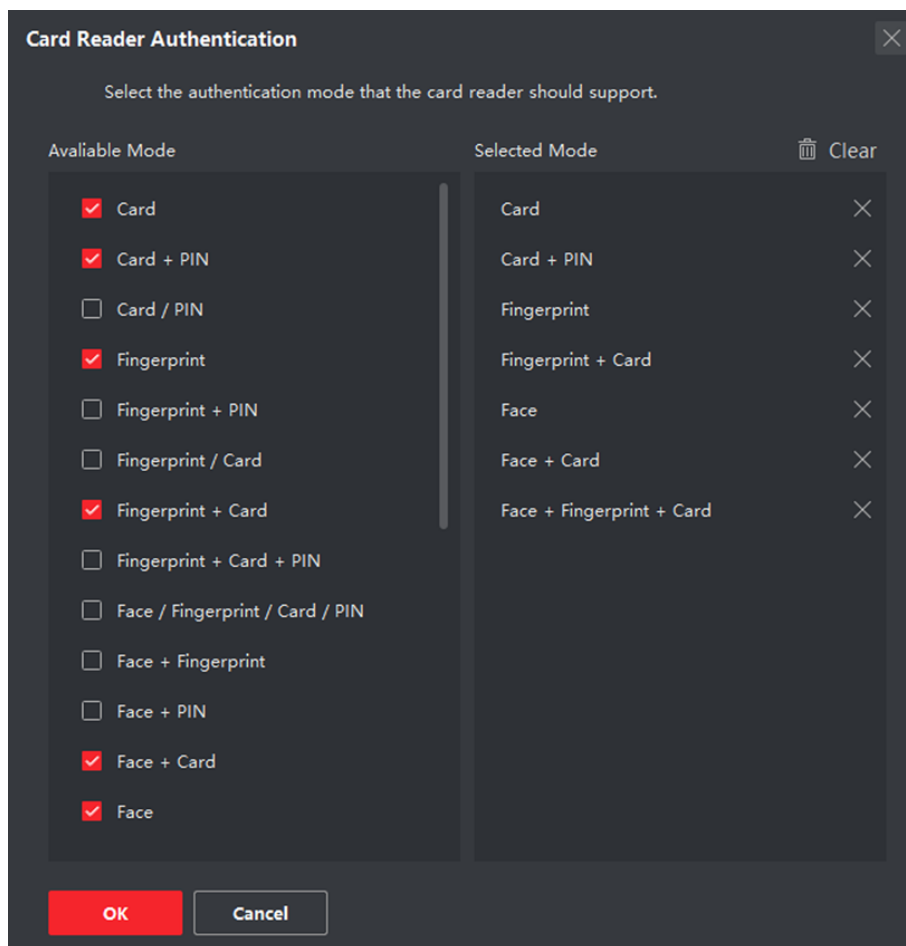 Card Reader Authentication
Select the authentication mode that the card reader should support.
Avaliable Mode
Card
Card + PIN
Card / PIN
Fingerprint
Fingerprint + PIN
Fingerprint / Card
Fingerprint + Card
Fingerprint + Card + PIN
Face / Fingerprint / Card / PIN
Face + Fingerprint
Face + PIN
Face + Card
Face
Selected Mode
Clear
Card
Card + PIN
Fingerprint
Fingerprint + Card
Face
Face + Card
Face + Fingerprint + Card
OK
Cancel